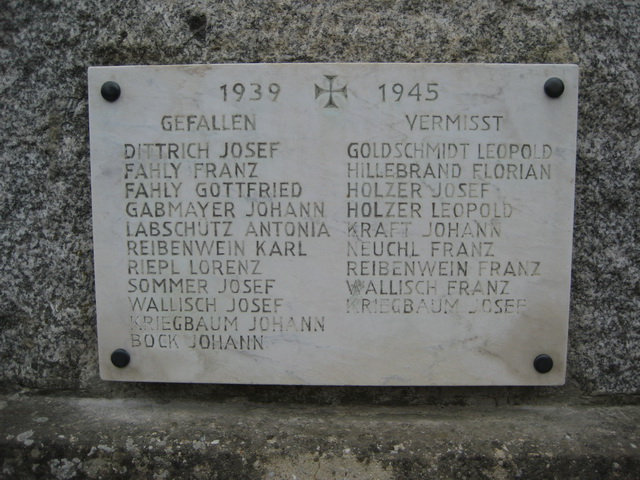 1939 1945
GEFALLEN
DITTRICH JOSEF
FAHLY FRANZ
FAHLY GOTTFRIED
GABMAYER JOHANN
LABSCHÜTZ ANTONIA
REIBENWEIN KARL
RIEPL LORENZ
SOMMER JOSEF
WALLISCH JOSEF
KRIEGBAUM JOHANN
BOCK JOHANN
VERMISST
GOLDSCHMIDT LEOPOLD
HILLEBRAND FLORIAN
HOLZER JOSEF
HOLZER LEOPOLD
KRAFT JOHANN
NEUCHL FRANZ
REIBENWEIN FRANZ
WALLISCH FRANZ
KRIEGBAUM JOSEF